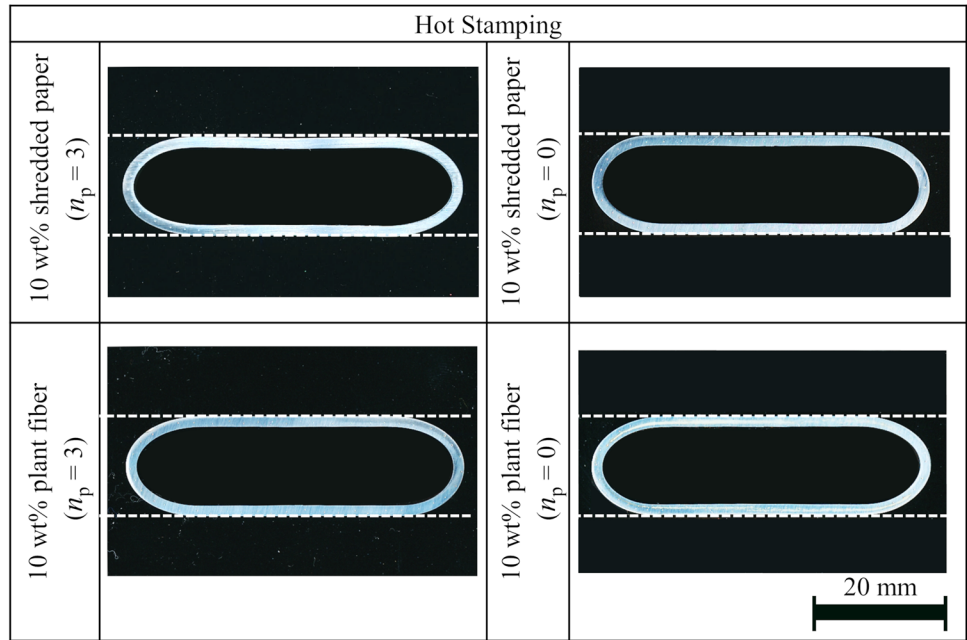 Hot Stamping
10 wt% shredded paper
(nₚ = 3)
10 wt% shredded paper
(nₚ = 0)
10 wt% plant fiber
(nₚ = 3)
10 wt% plant fiber
(nₚ = 0)
20 mm